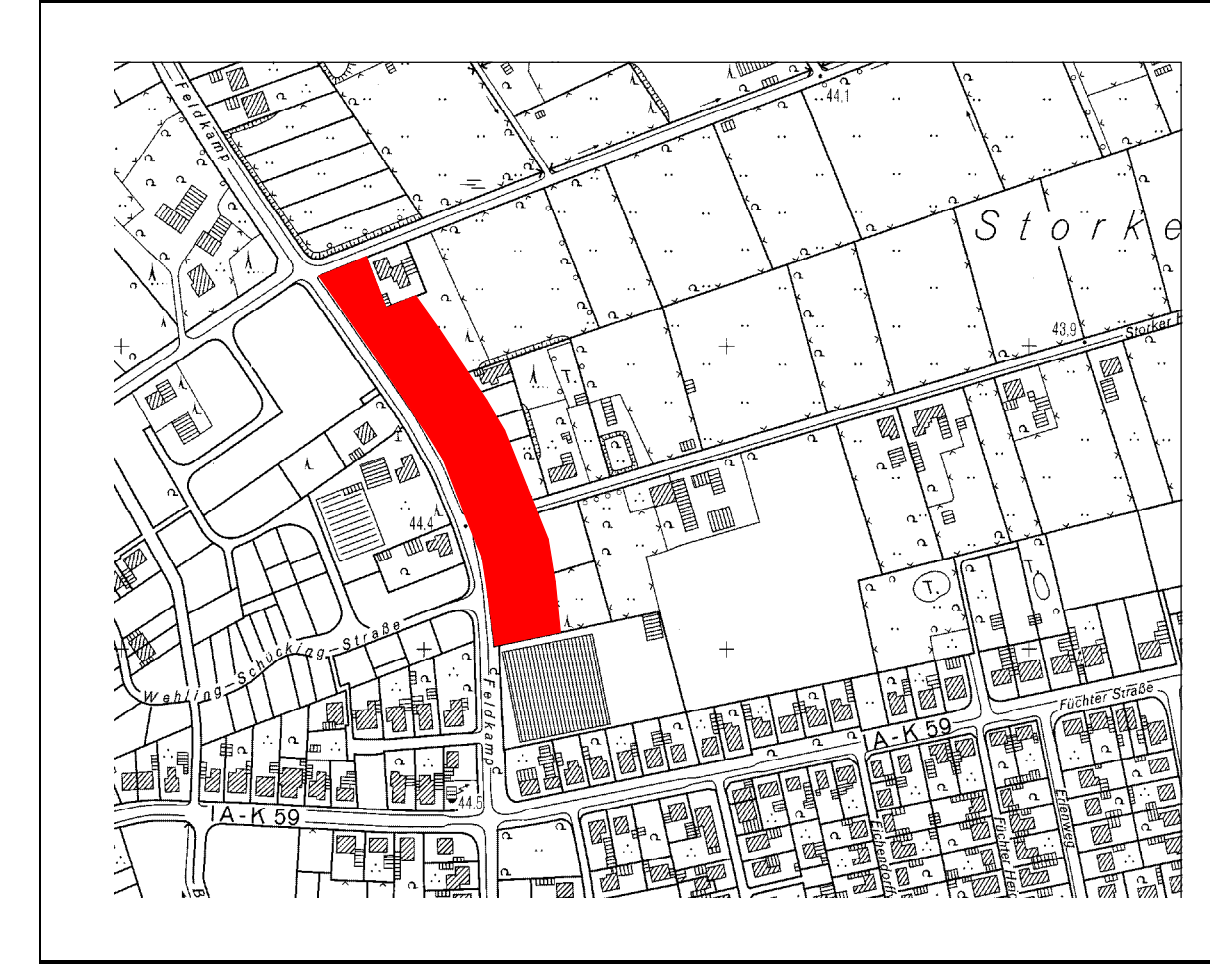 Feldkamp
44,1
Storke
43,9
Storker
T.
44,4
T.
T.
Wehling-Schücking-Straße
Feldkamp
Füchter Straße
IA-K 59
44,5
IA-K 59
Erlenweg
Füchter
B